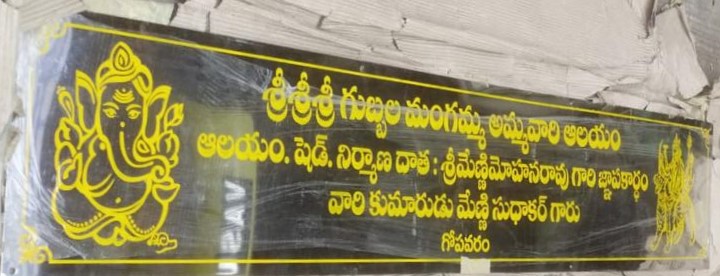 శ్రీశ్రీశ్రీ గుబ్బల మంగమ్మ అమ్మవారి ఆలయం
ఆలయం. షెడ్. నిర్మాణ దాత : శ్రీమేణ్ణిమోహనరావు గారి జ్ఞాపకార్థం
వారి కుమారుడు మేణ్ణి సుధాకర్ గారు
గోపవరం